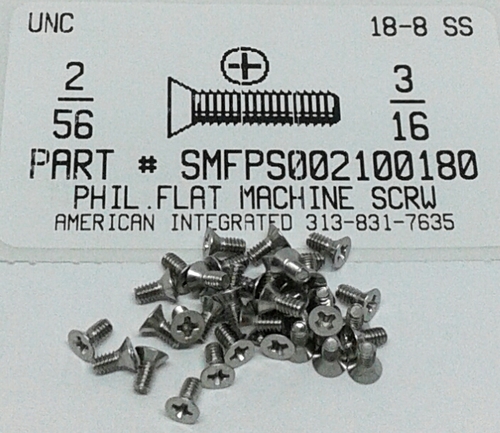 UNC 18-8 SS
2 3
56 16
PART # SMFPS002100180
PHIL.FLAT MACHINE SCRW
AMERICAN INTEGRATED 313-831-7635